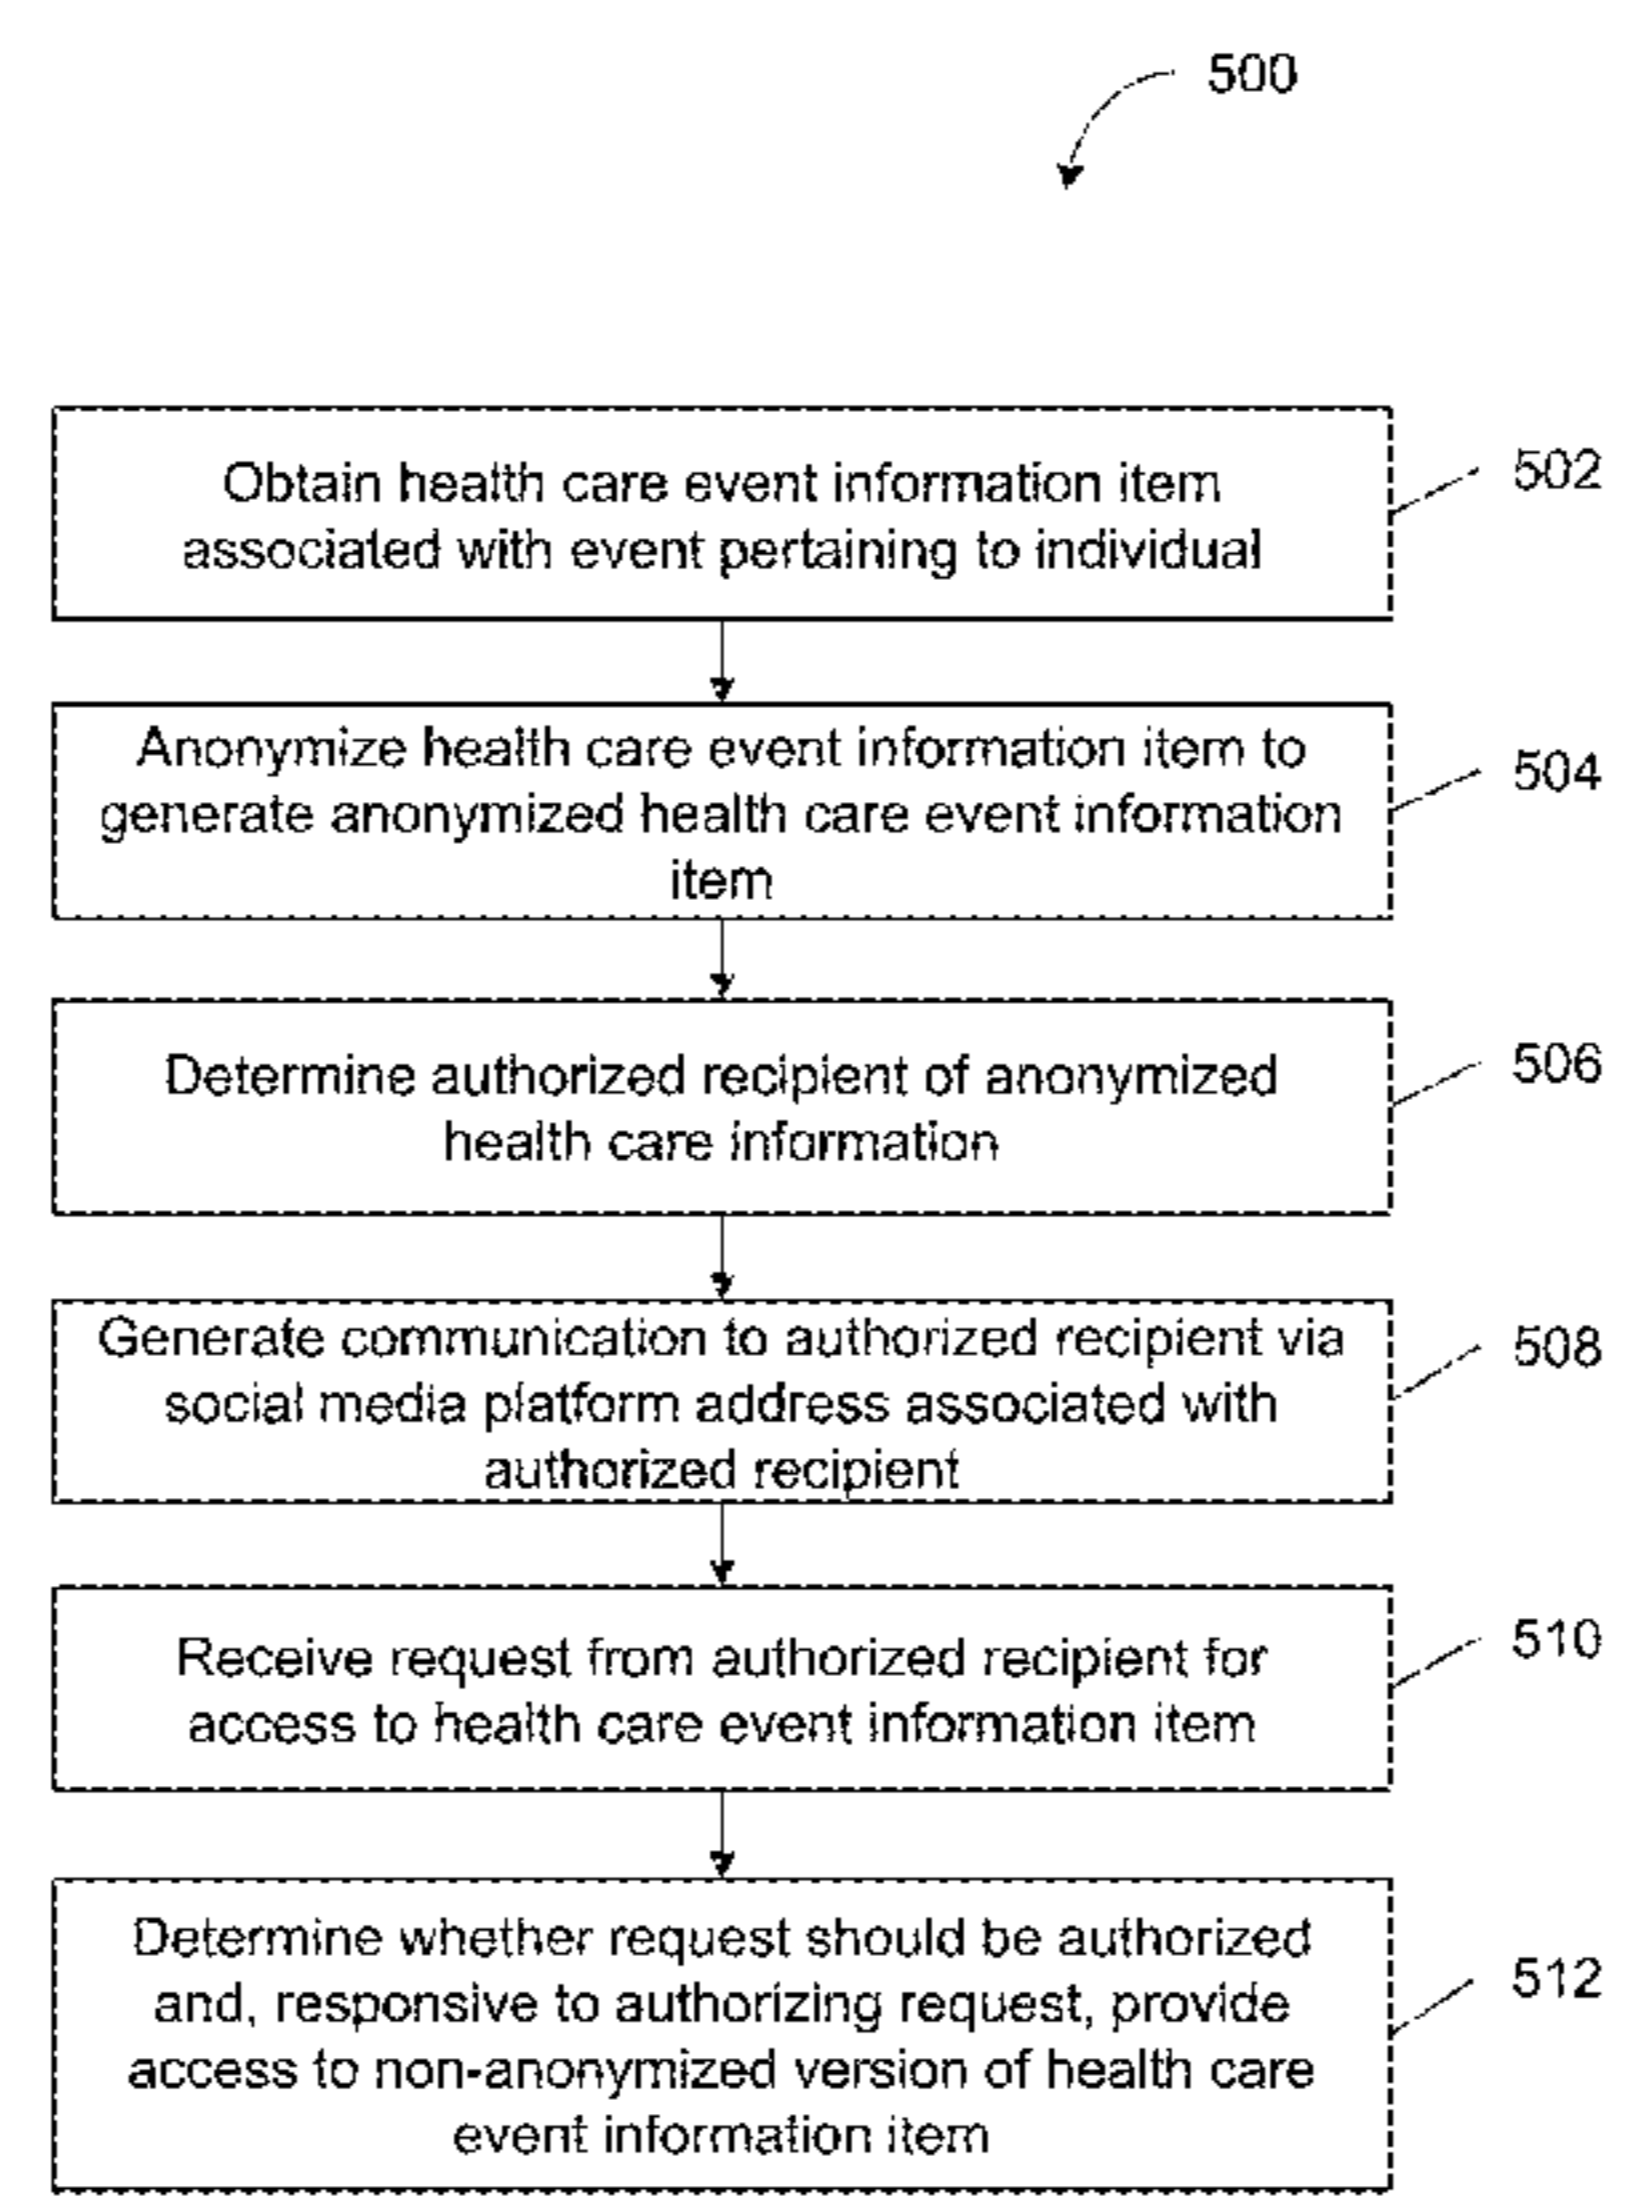 500
Obtain health care event information item
associated with event pertaining to individual
502
Anonymize health care event information item to
generate anonymized health care event information
item
504
Determine authorized recipient of anonymized
health care information
506
Generate communication to authorized recipient via
social media platform address associated with
authorized recipient
508
Receive request from authorized recipient for
access to health care event information item
510
Determine whether request should be authorized
and, responsive to authorizing request, provide
access to non-anonymized version of health care
event information item
512